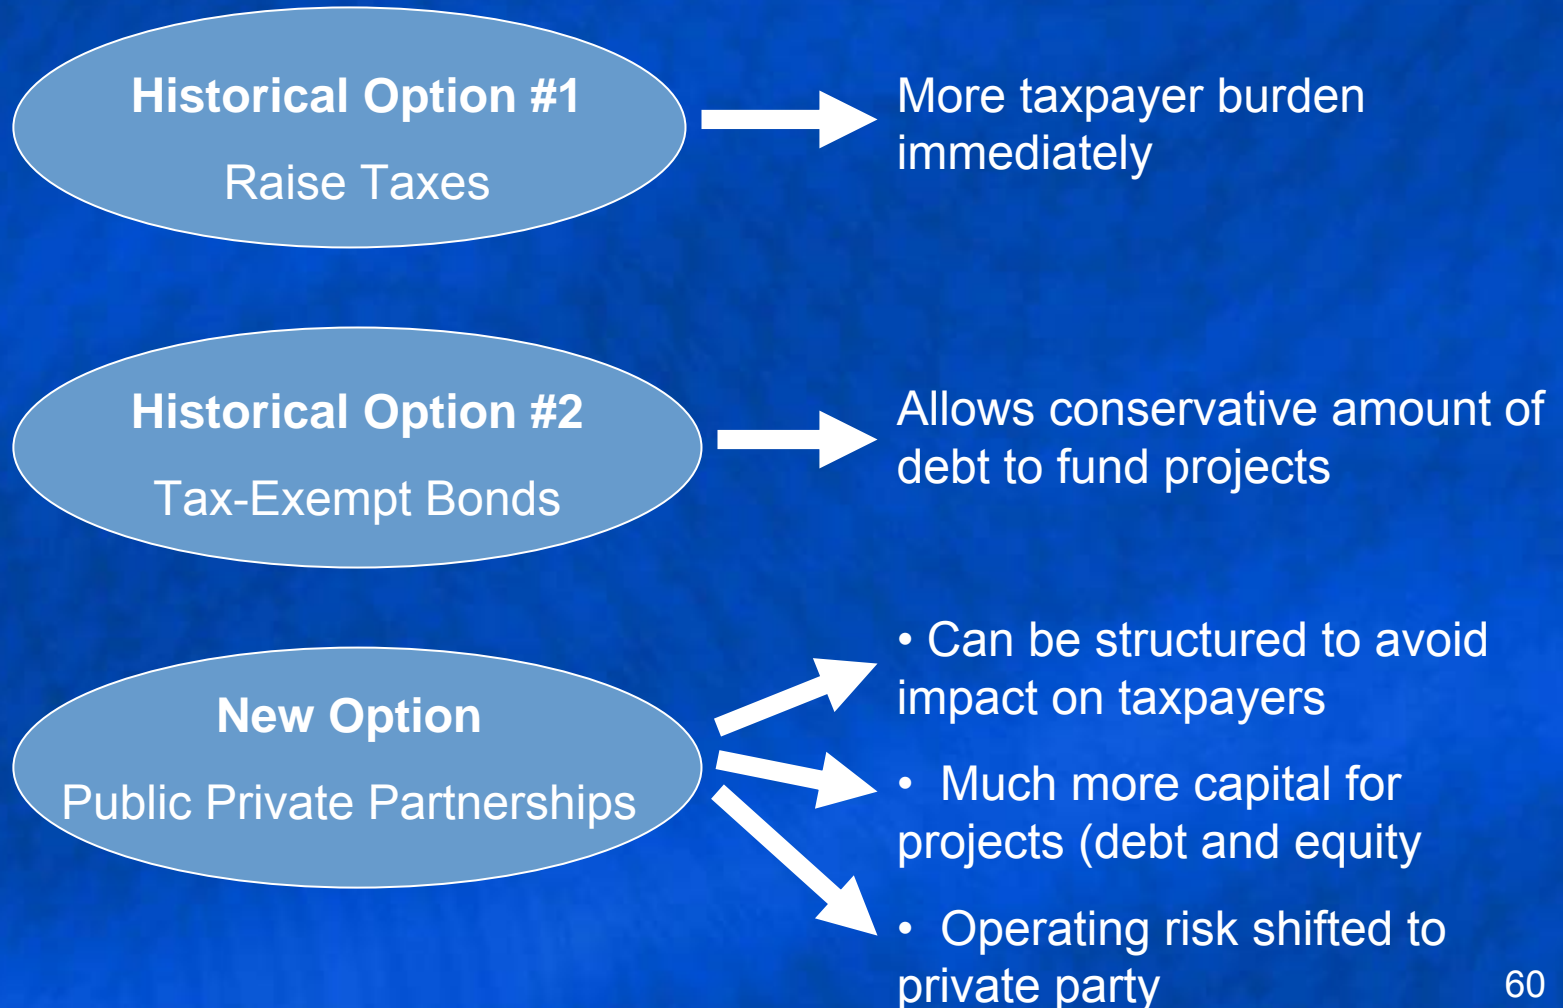 Historical Option #1
Raise Taxes
More taxpayer burden
immediately
Historical Option #2
Tax-Exempt Bonds
Allows conservative amount of
debt to fund projects
New Option
Public Private Partnerships
• Can be structured to avoid
impact on taxpayers
• Much more capital for
projects (debt and equity
• Operating risk shifted to
private party
60